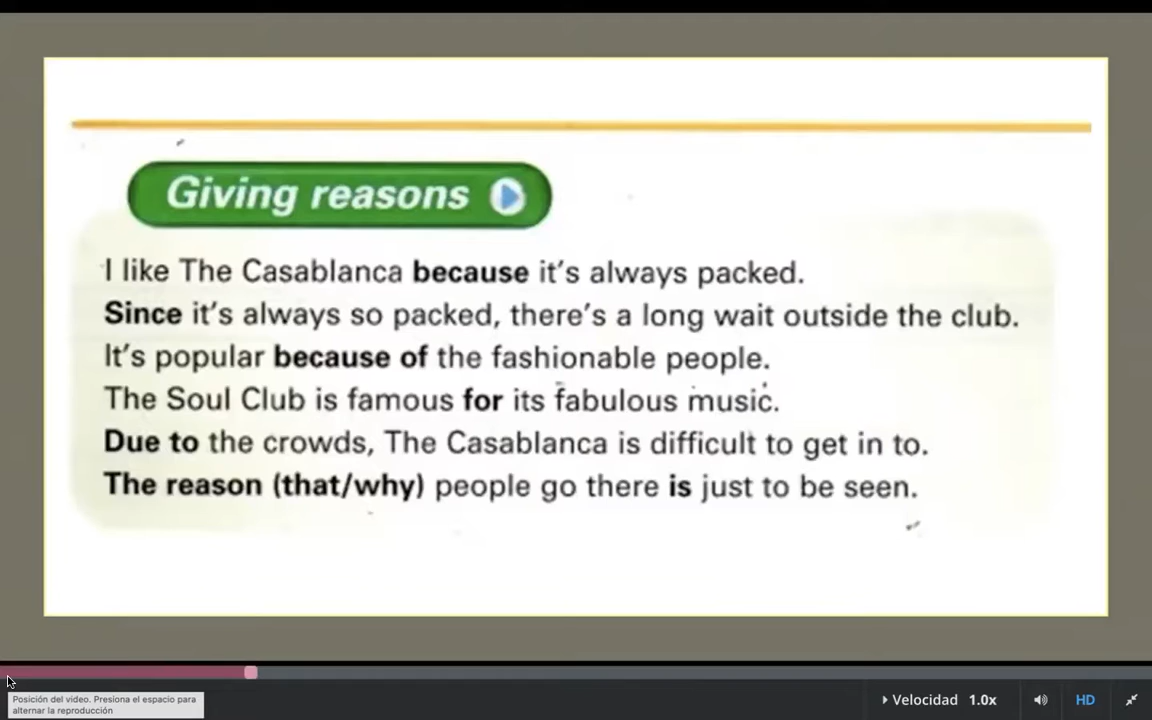 Giving reasons
I like The Casablanca because it's always packed.
Since it's always so packed, there's a long wait outside the club.
It's popular because of the fashionable people.
The Soul Club is famous for its fabulous music.
Due to the crowds, The Casablanca is difficult to get in to.
The reason (that/why) people go there is just to be seen.
Posición del video. Presiona el espacio para
alternar la reproducción
Velocidad 1.0x
HD